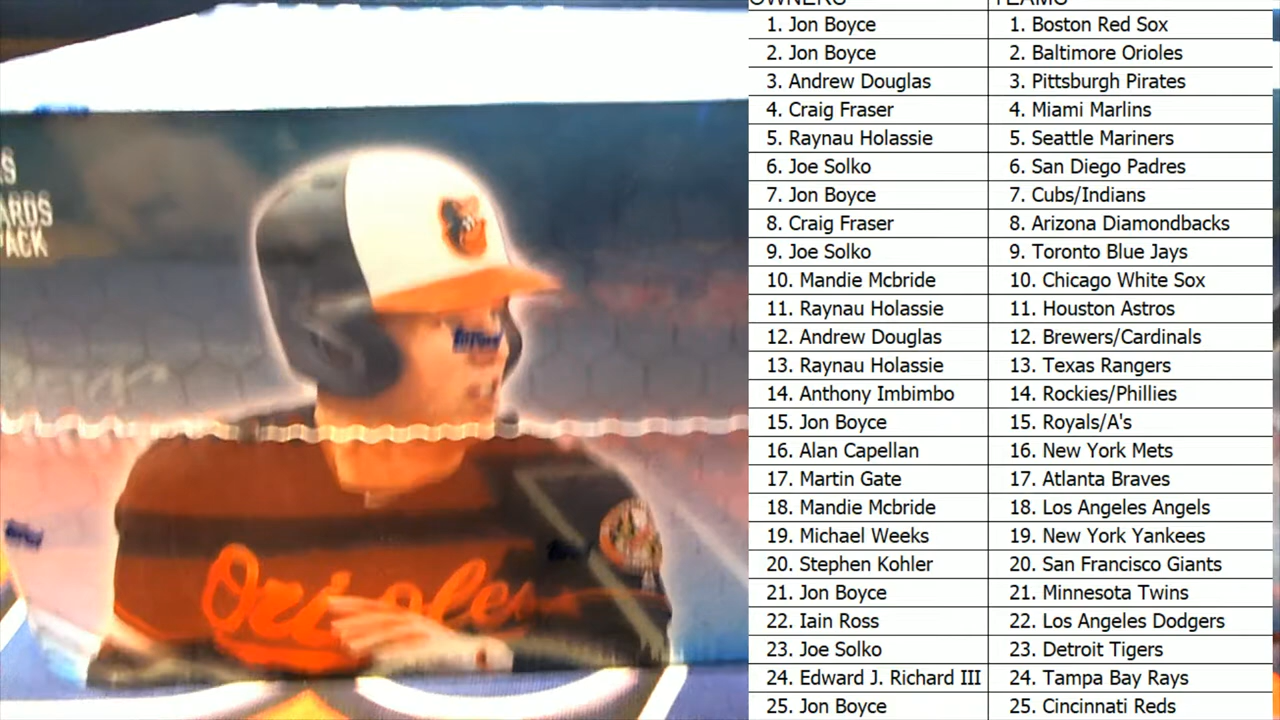 OWNERS TEAMS
1. Jon Boyce 1. Boston Red Sox
2. Jon Boyce 2. Baltimore Orioles
3. Andrew Douglas 3. Pittsburgh Pirates
4. Craig Fraser 4. Miami Marlins
5. Raynau Holassie 5. Seattle Mariners
6. Joe Solko 6. San Diego Padres
7. Jon Boyce 7. Cubs/Indians
8. Craig Fraser 8. Arizona Diamondbacks
9. Joe Solko 9. Toronto Blue Jays
10. Mandie Mcbride 10. Chicago White Sox
11. Raynau Holassie 11. Houston Astros
12. Andrew Douglas 12. Brewers/Cardinals
13. Raynau Holassie 13. Texas Rangers
14. Anthony Imbimbo 14. Rockies/Phillies
15. Jon Boyce 15. Royals/A's
16. Alan Capellan 16. New York Mets
17. Martin Gate 17. Atlanta Braves
18. Mandie Mcbride 18. Los Angeles Angels
19. Michael Weeks 19. New York Yankees
20. Stephen Kohler 20. San Francisco Giants
21. Jon Boyce 21. Minnesota Twins
22. Iain Ross 22. Los Angeles Dodgers
23. Joe Solko 23. Detroit Tigers
24. Edward J. Richard III 24. Tampa Bay Rays
25. Jon Boyce 25. Cincinnati Reds
S
ARDS
PACK
Orioles